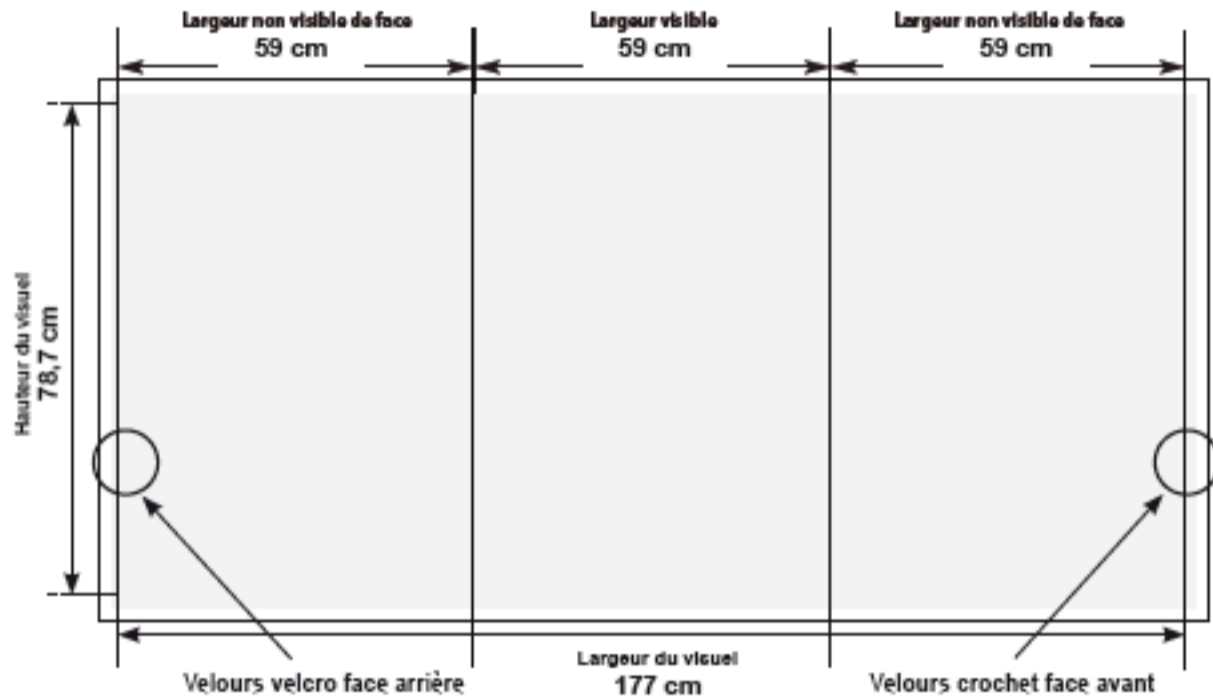 Largeur non visible de face
59 cm
Largeur visible
59 cm
Largeur non visible de face
59 cm
Hauteur du visuel
78,7 cm
Largeur du visuel
177 cm
Velours velcro face arrière
Velours crochet face avant